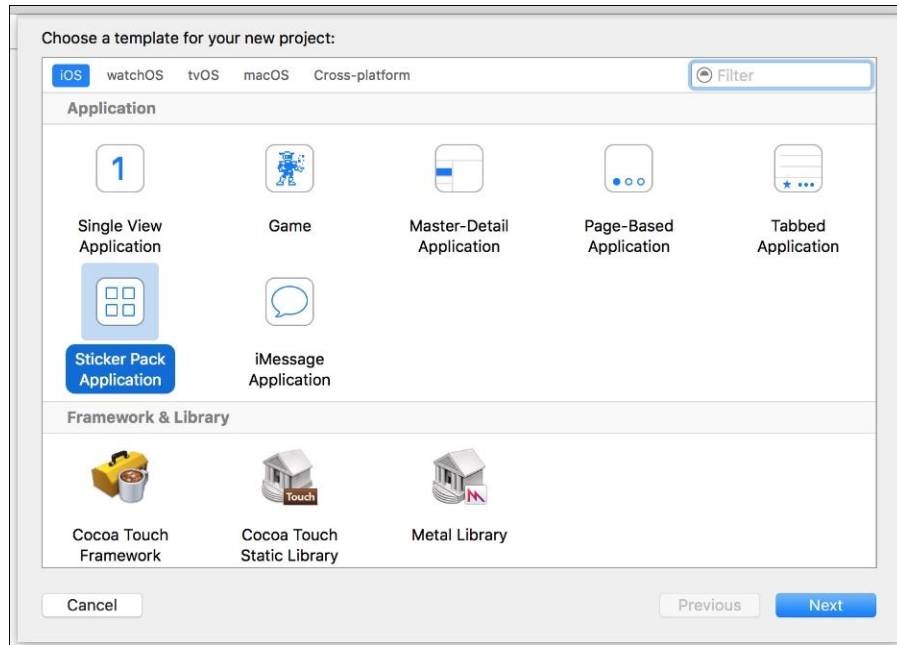 Choose a template for your new project:
iOS watchOS tvOS macOS Cross-platform Filter
Application
1
Single View Application
Game
Master-Detail Application
Page-Based Application
Tabbed Application
Sticker Pack Application
iMessage Application
Framework & Library
Touch
Cocoa Touch Framework
Cocoa Touch Static Library
Metal Library
Cancel Previous Next